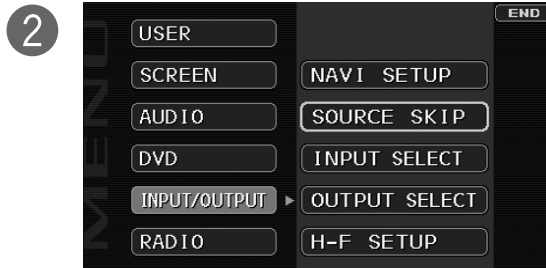 2
END
MENU
USER
SCREEN
AUDIO
DVD
INPUT/OUTPUT
RADIO
NAVI SETUP
SOURCE SKIP
INPUT SELECT
OUTPUT SELECT
H-F SETUP